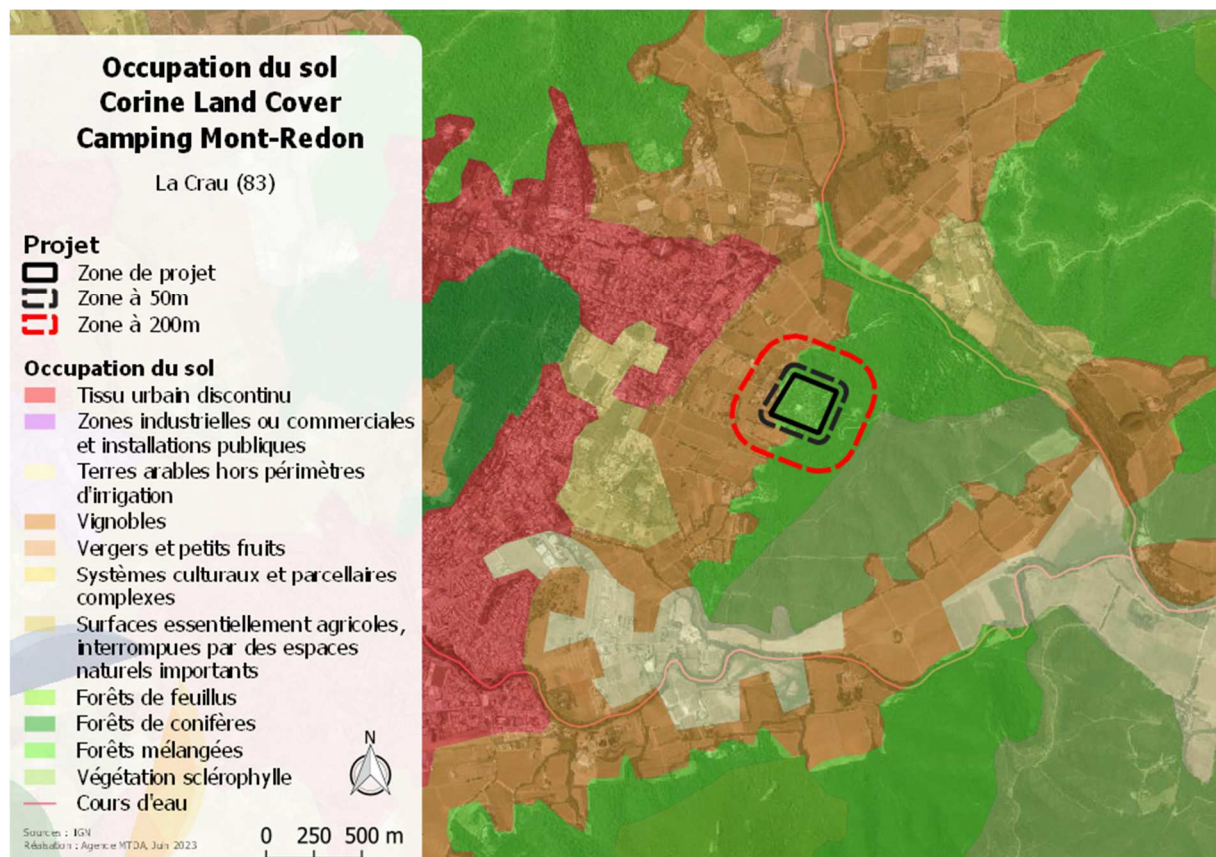 Occupation du sol
Corine Land Cover
Camping Mont-Redon
La Crau (83)
Projet
Zone de projet
Zone à 50m
Zone à 200m
Occupation du sol
Tissu urbain discontinu
Zones industrielles ou commerciales
et installations publiques
Terres arables hors périmètres
d'irrigation
Vignobles
Vergers et petits fruits
Systèmes culturaux et parcellaires
complexes
Surfaces essentiellement agricoles,
interrompues par des espaces
naturels importants
Forêts de feuillus
Forêts de conifères
Forêts mélangées
Végétation sclérophylle
Cours d'eau
N
Sources : IGN
Réalisation : Agence MTDA, Juin 2023
0 250 500 m